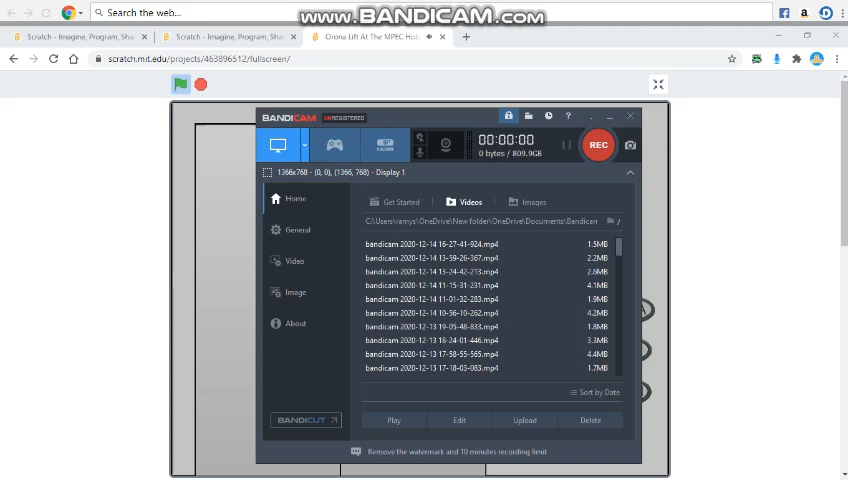 www.BANDICAM.com
Search the web...
Scratch - Imagine, Program, Sha
Scratch - Imagine, Program, Sha
Orona Lift At The MPEC Hot
scratch.mit.edu/projects/463896512/fullscreen/
BANDICAM UNREGISTERED
HDMI
00:00:00
0 bytes / 809.9GB
REC
1366x768 - (0, 0), (1366, 768) - Display 1
Home
General
Video
Image
About
BANDICUT
Get Started
Videos
Images
C:\Users\ramys\OneDrive\New folder\OneDrive\Documents\Bandicam
bandicam 2020-12-14 16-27-41-924.mp4 1.5MB
bandicam 2020-12-14 13-59-26-367.mp4 2.2MB
bandicam 2020-12-14 13-24-42-213.mp4 2.6MB
bandicam 2020-12-14 11-15-31-231.mp4 4.1MB
bandicam 2020-12-14 11-01-32-283.mp4 1.9MB
bandicam 2020-12-14 10-56-10-262.mp4 4.2MB
bandicam 2020-12-13 19-05-48-833.mp4 1.8MB
bandicam 2020-12-13 18-24-01-446.mp4 3.3MB
bandicam 2020-12-13 17-58-55-565.mp4 4.4MB
bandicam 2020-12-13 17-18-03-083.mp4 1.7MB
Sort by Date
Play
Edit
Upload
Delete
Remove the watermark and 10 minutes recording limit